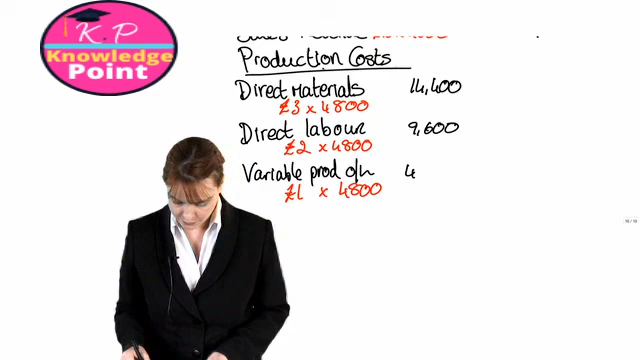 K.P
Knowledge
Point
Production Costs
Direct Materials 14,400
£3 x 4800
Direct labour 9,600
£2 x 4800
Variable prod o/h 4
£1 x 4800